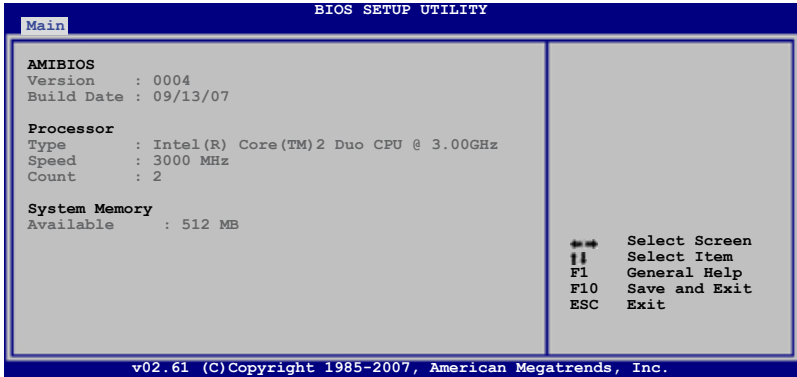 BIOS SETUP UTILITY
Main
AMIBIOS
Version : 0004
Build Date : 09/13/07
Processor
Type : Intel(R) Core(TM)2 Duo CPU @ 3.00GHz
Speed : 3000 MHz
Count : 2
System Memory
Available : 512 MB
←→ Select Screen
↑↓ Select Item
F1 General Help
F10 Save and Exit
ESC Exit
v02.61 (C)Copyright 1985-2007, American Megatrends, Inc.